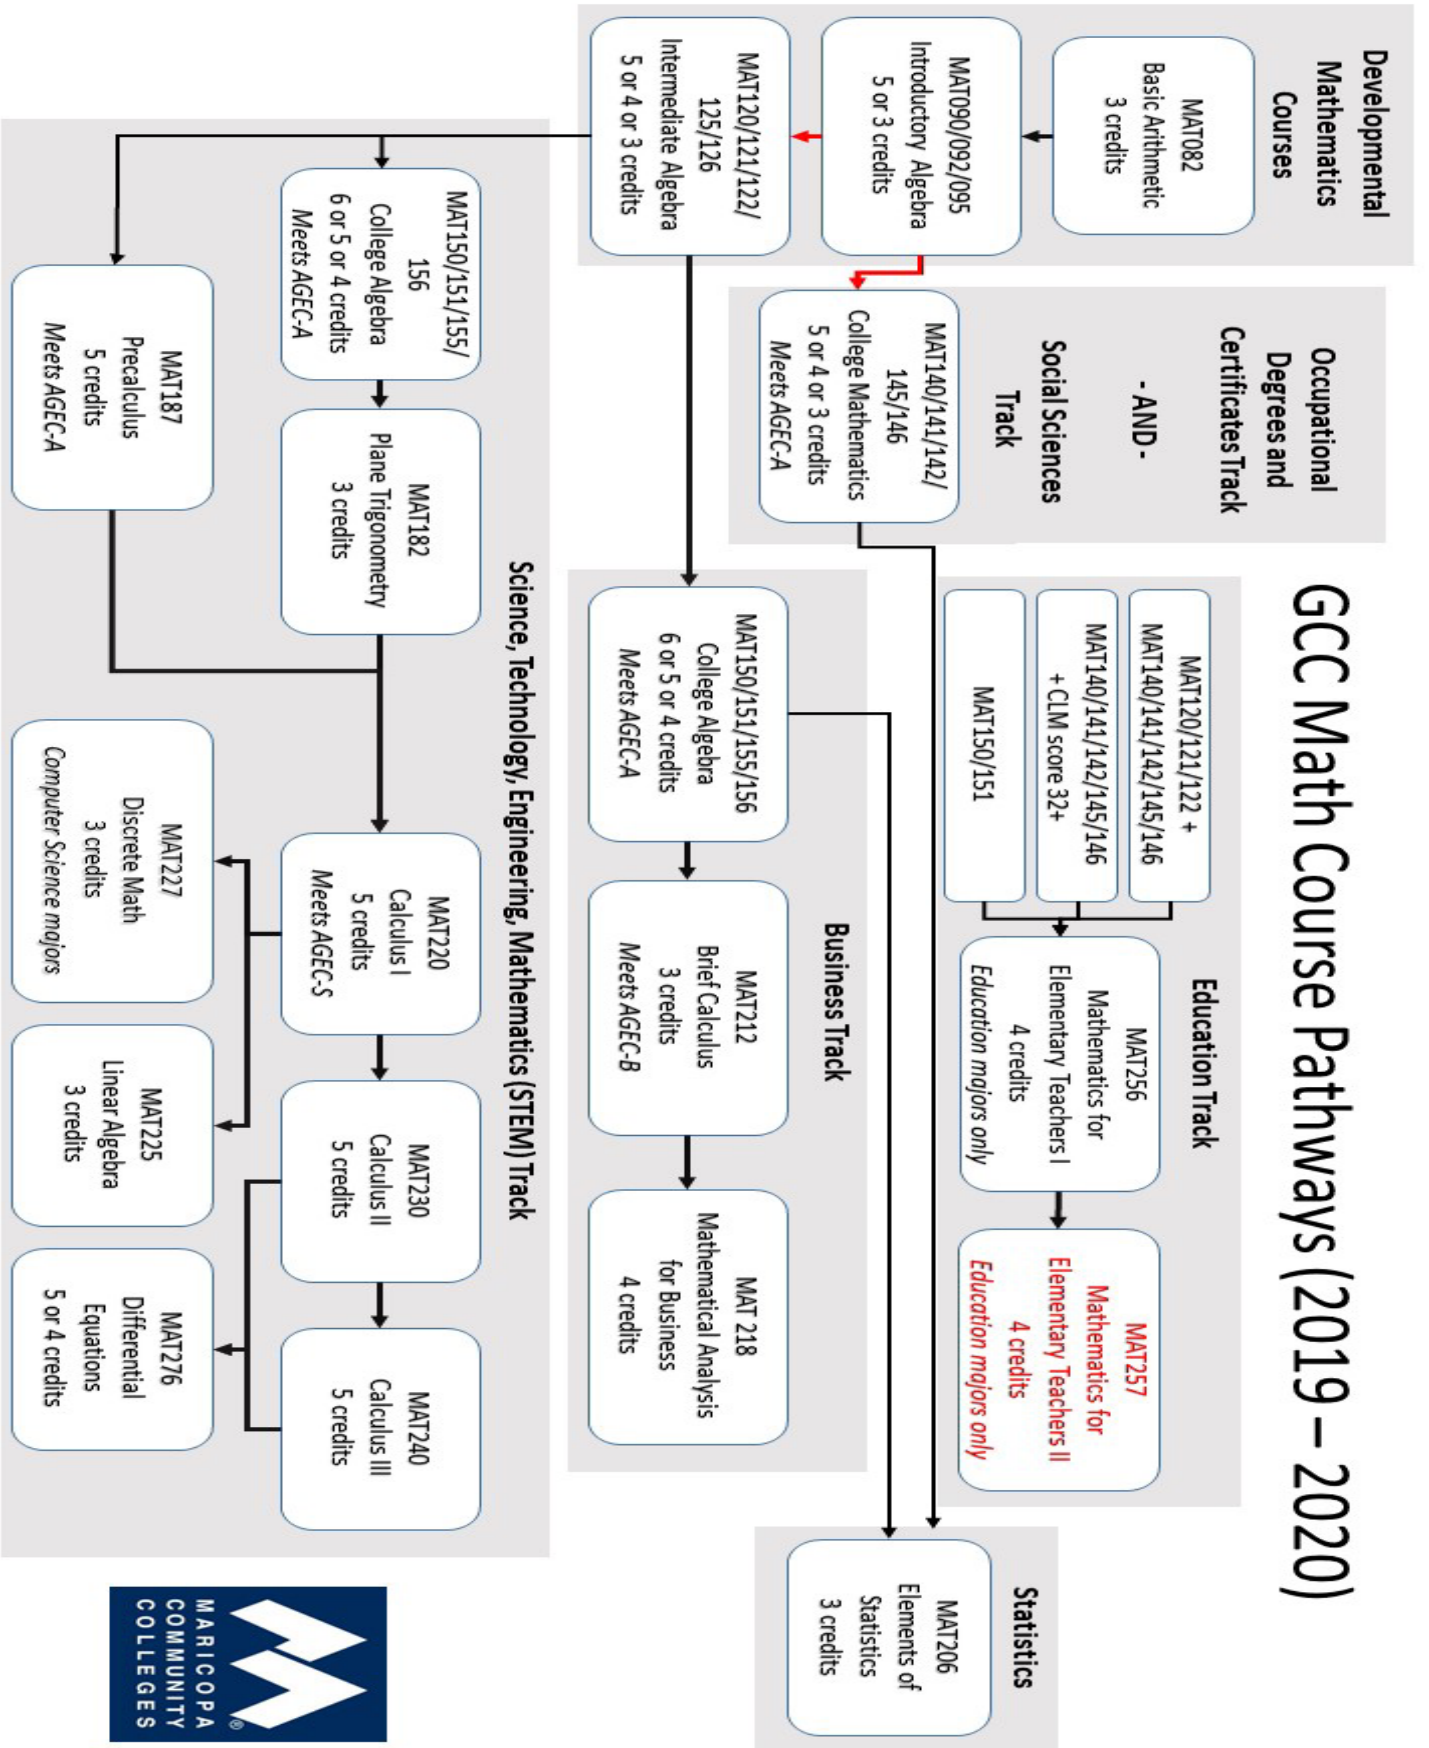 GCC Math Course Pathways (2019 – 2020)
Developmental
Mathematics
Courses
MAT082
Basic Arithmetic
3 credits
MAT090/092/095
Introductory Algebra
5 or 3 credits
MAT120/121/122/
125/126
Intermediate Algebra
5 or 4 or 3 credits
Occupational
Degrees and
Certificates Track
- AND -
Social Sciences
Track
MAT140/141/142/
145/146
College Mathematics
5 or 4 or 3 credits
Meets AGEC-A
Education Track
MAT120/121/122 +
MAT140/141/142/145/146
MAT140/141/142/145/146
+ CLM score 32+
MAT150/151
MAT256
Mathematics for
Elementary Teachers I
4 credits
Education majors only
MAT257
Mathematics for
Elementary Teachers II
4 credits
Education majors only
Statistics
MAT206
Elements of
Statistics
3 credits
Business Track
MAT150/151/155/156
College Algebra
6 or 5 or 4 credits
Meets AGEC-A
MAT212
Brief Calculus
3 credits
Meets AGEC-B
MAT 218
Mathematical Analysis
for Business
4 credits
Science, Technology, Engineering, Mathematics (STEM) Track
MAT150/151/155/
156
College Algebra
6 or 5 or 4 credits
Meets AGEC-A
MAT182
Plane Trigonometry
3 credits
MAT220
Calculus I
5 credits
Meets AGEC-S
MAT230
Calculus II
5 credits
MAT240
Calculus III
5 credits
MAT187
Precalculus
5 credits
Meets AGEC-A
MAT227
Discrete Math
3 credits
Computer Science majors
MAT225
Linear Algebra
3 credits
MAT276
Differential
Equations
5 or 4 credits
®
MARICOPA
COMMUNITY
COLLEGES